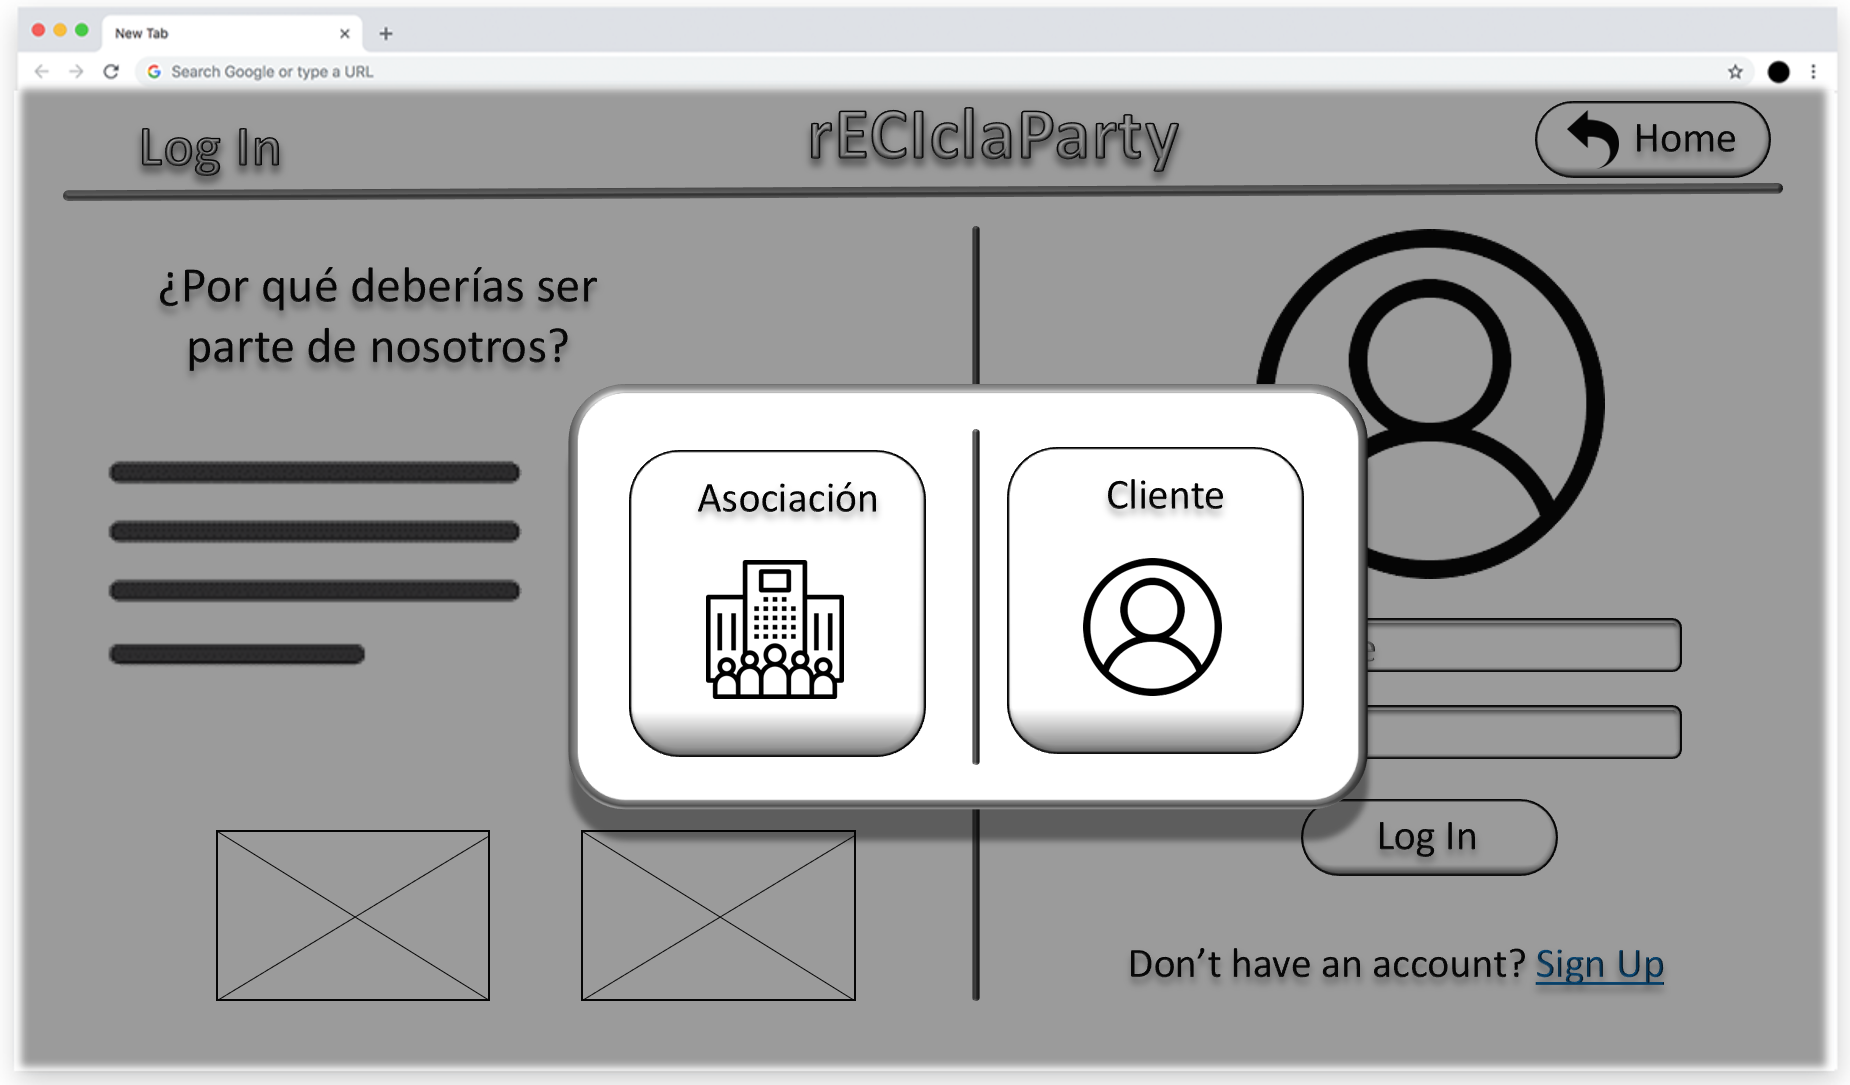 New Tab
Search Google or type a URL
Log In
rECIclaParty
Home
¿Por qué deberías ser
parte de nosotros?
Asociación
Cliente
Log In
Don’t have an account? Sign Up